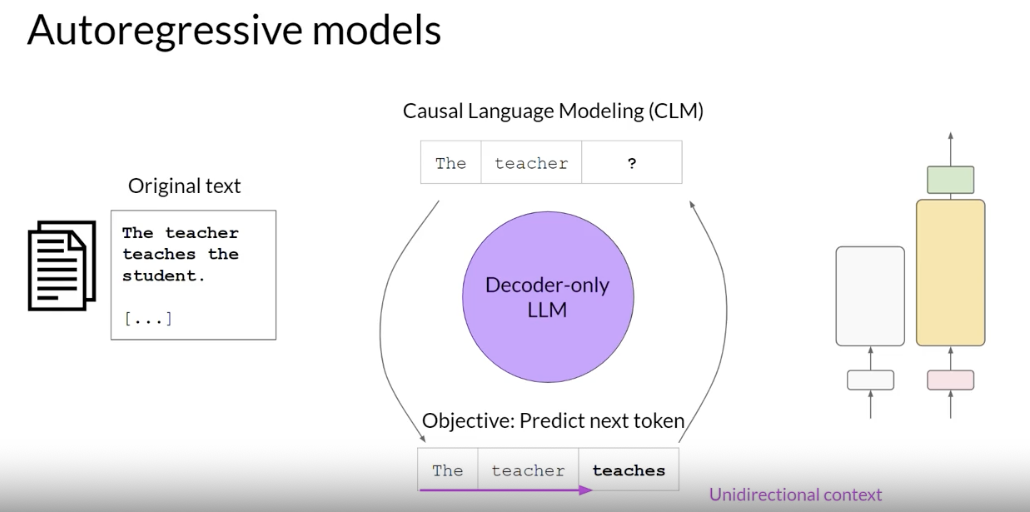 Autoregressive models
Causal Language Modeling (CLM)
The teacher ?
Original text
The teacher
teaches the
student.
[...]
Decoder-only
LLM
Objective: Predict next token
The teacher teaches
Unidirectional context